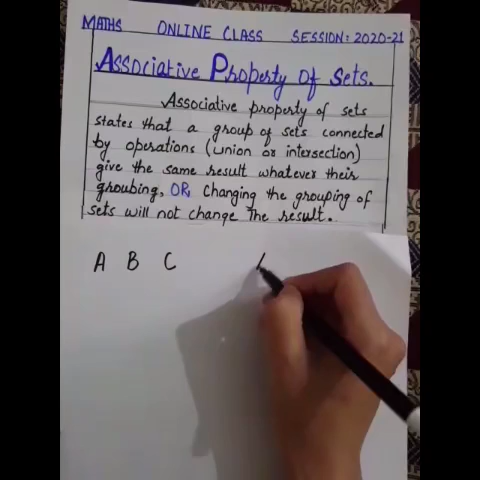 MATHS ONLINE CLASS SESSION: 2020-21
Associative Property Of Sets.
Associative property of sets
states that a group of sets connected
by operations (union or intersection)
give the same result whatever their
groubing, OR Changing the grouping of
sets will not change The result.
A B C